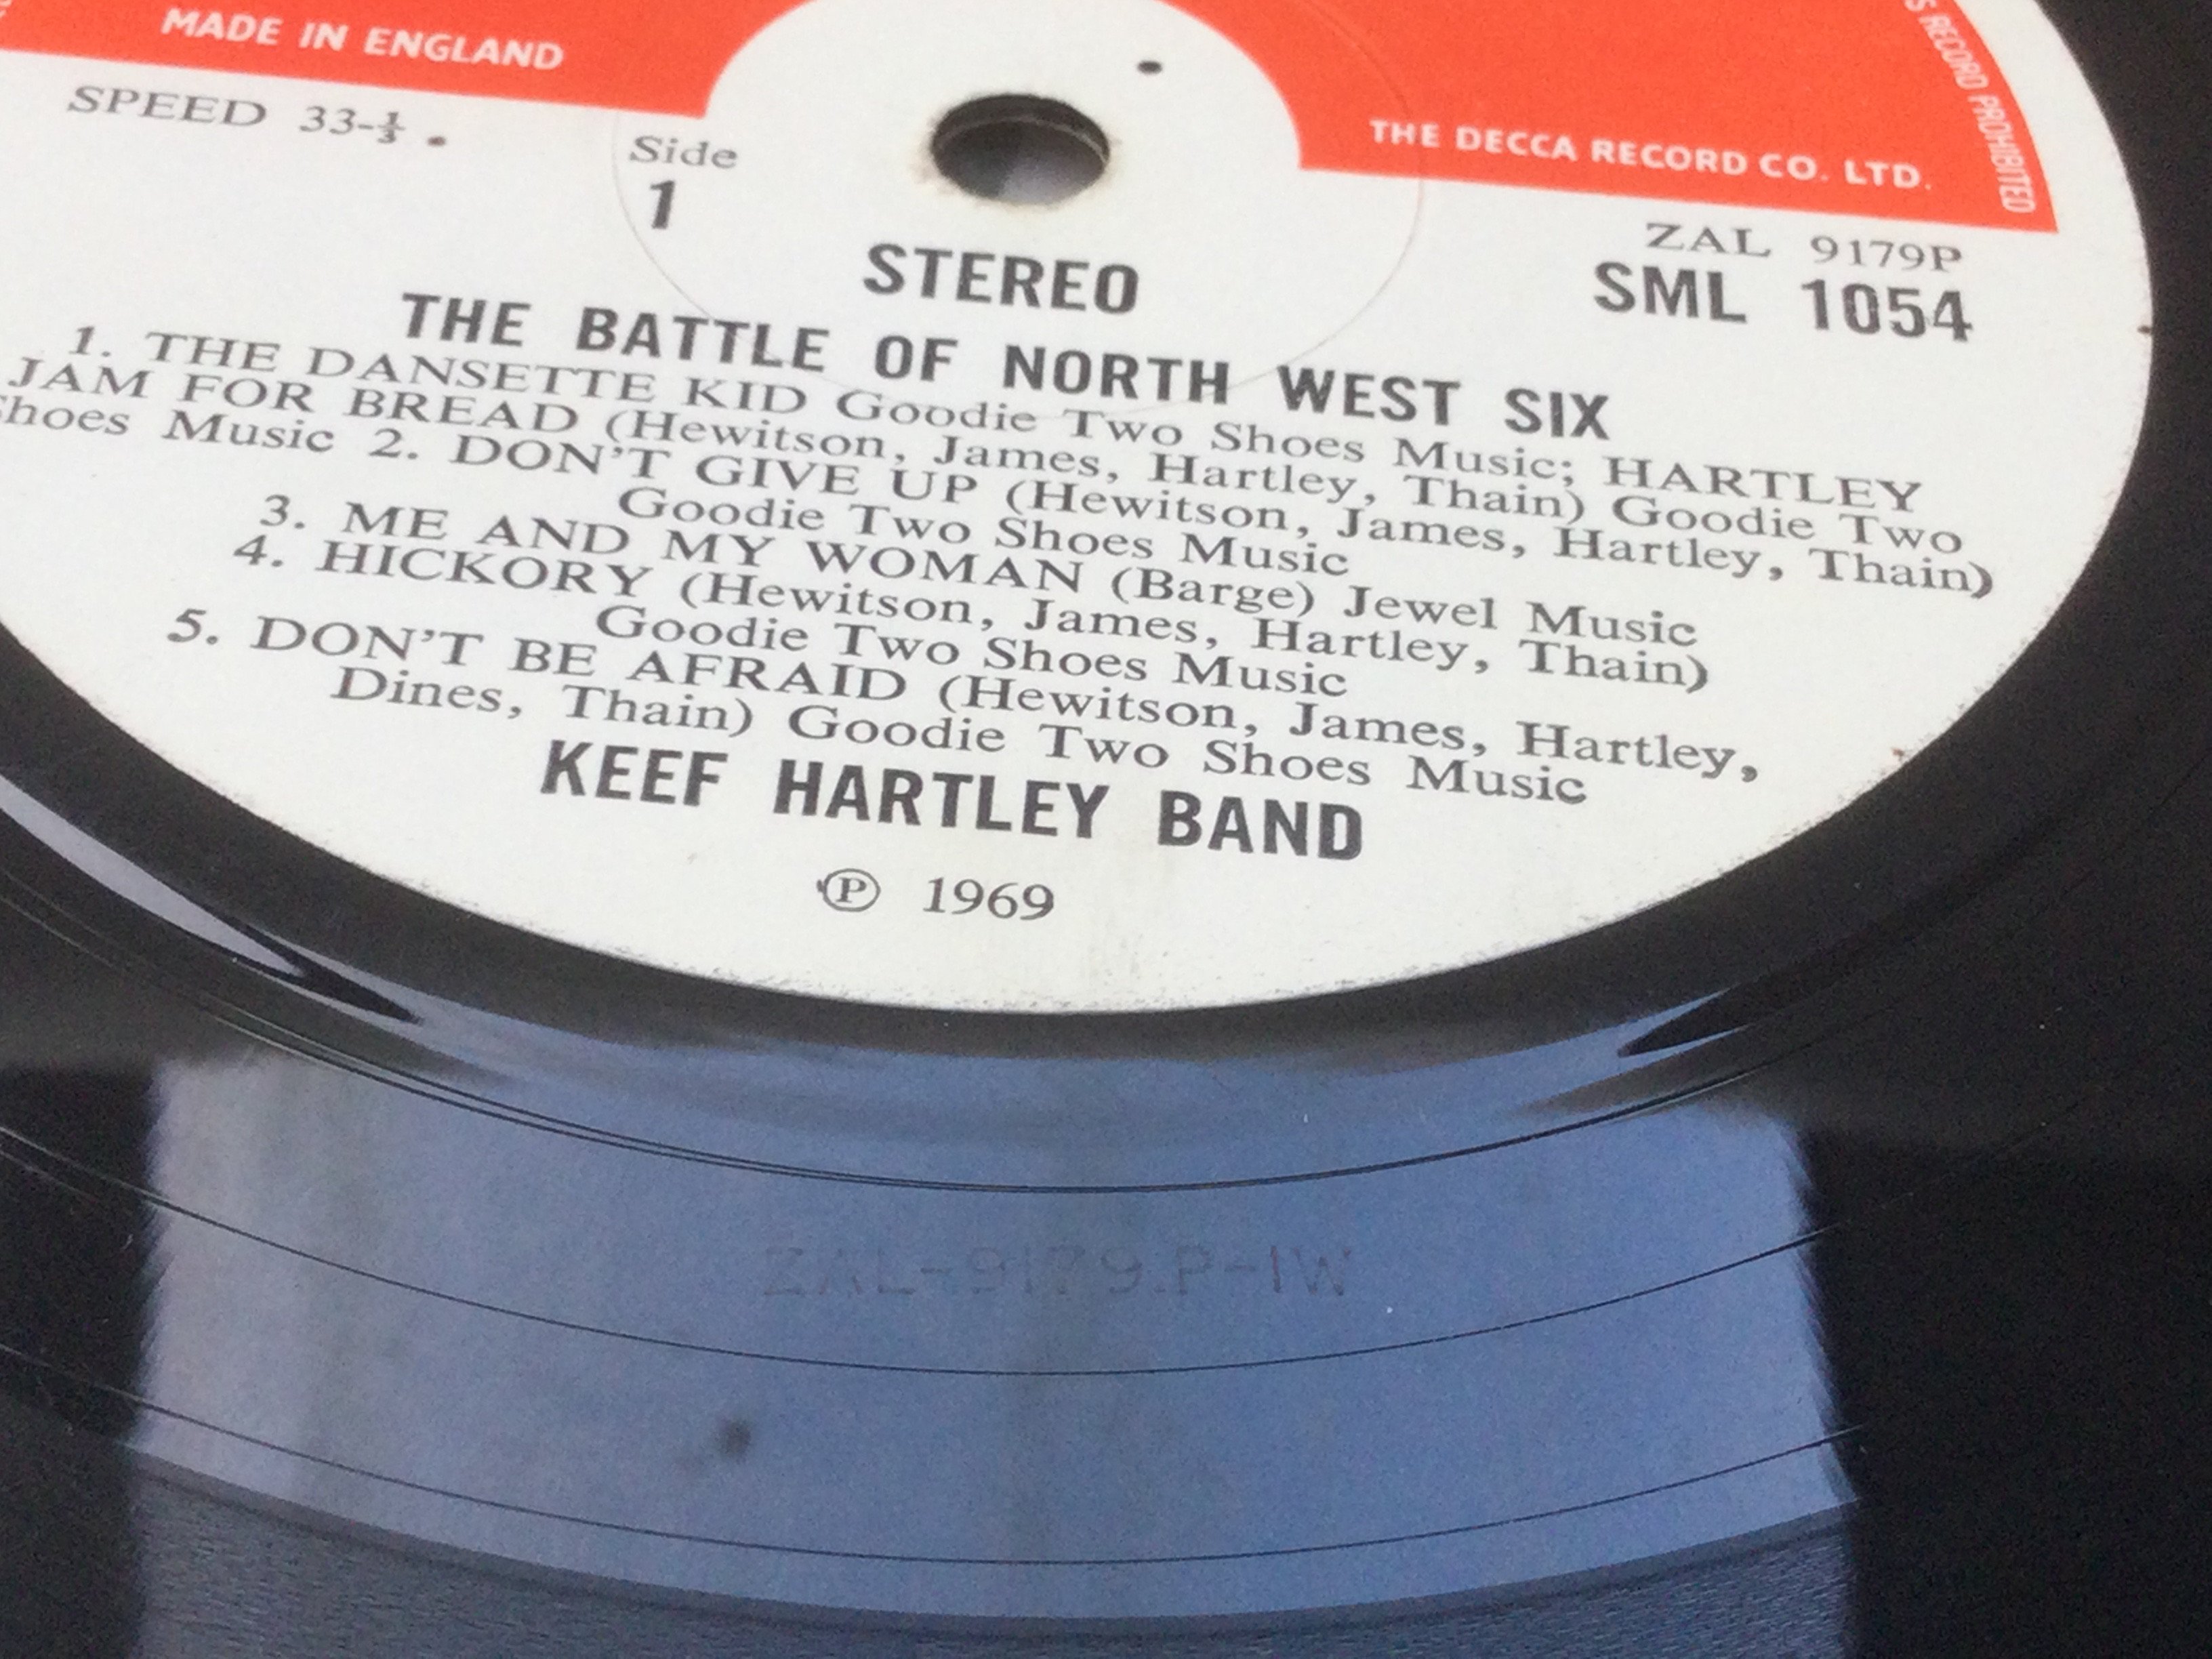 MADE IN ENGLAND
THE DECCA RECORD CO. LTD.
RECORD PROHIBITED
SPEED 33-⅓
Side
1
STEREO
ZAL 9179P
SML 1054
THE BATTLE OF NORTH WEST SIX
1. THE DANSETTE KID Goodie Two Shoes Music; HARTLEY
JAM FOR BREAD (Hewitson, James, Hartley, Thain) Goodie Two
Shoes Music 2. DON'T GIVE UP (Hewitson, James, Hartley, Thain)
Goodie Two Shoes Music
3. ME AND MY WOMAN (Barge) Jewel Music
4. HICKORY (Hewitson, James, Hartley, Thain)
Goodie Two Shoes Music
5. DON'T BE AFRAID (Hewitson, James, Hartley,
Dines, Thain) Goodie Two Shoes Music
KEEF HARTLEY BAND
Ⓟ 1969
ZAL-9179.P-1W